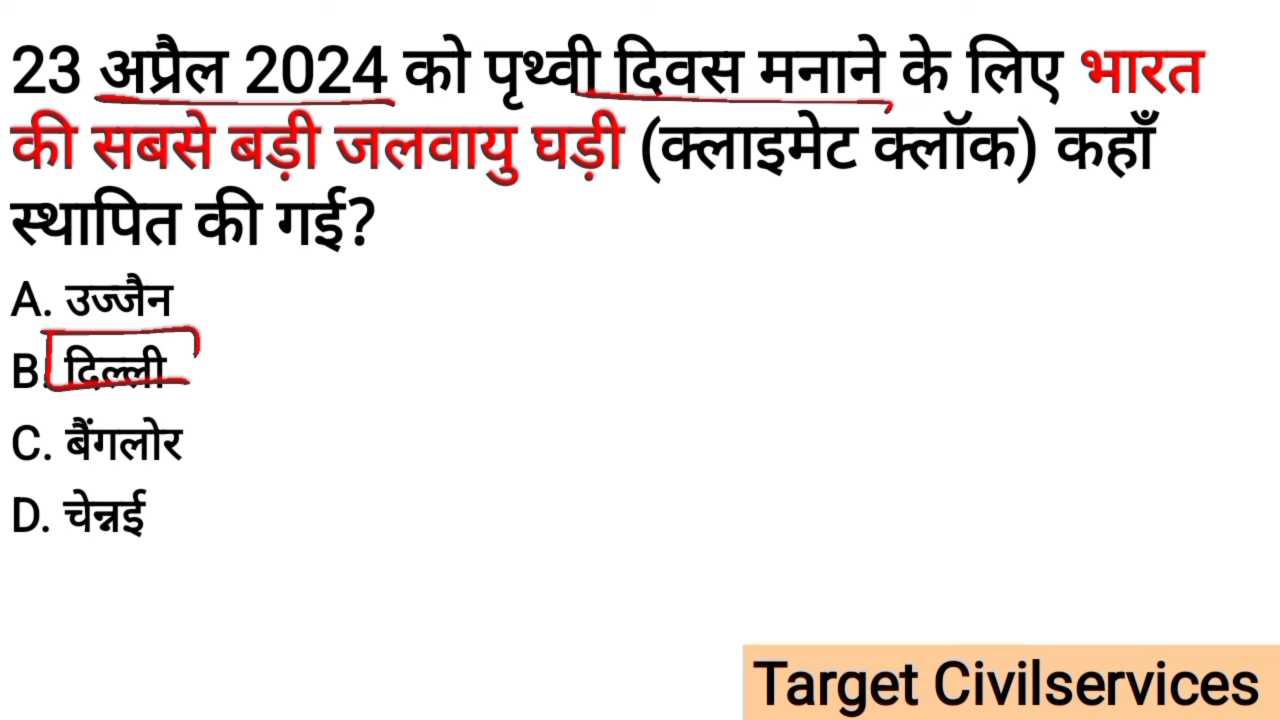 23 अप्रैल 2024 को पृथ्वी दिवस मनाने के लिए भारत
की सबसे बड़ी जलवायु घड़ी (क्लाइमेट क्लॉक) कहाँ
स्थापित की गई?
A. उज्जैन
B. दिल्ली
C. बैंगलोर
D. चेन्नई
Target Civilservices